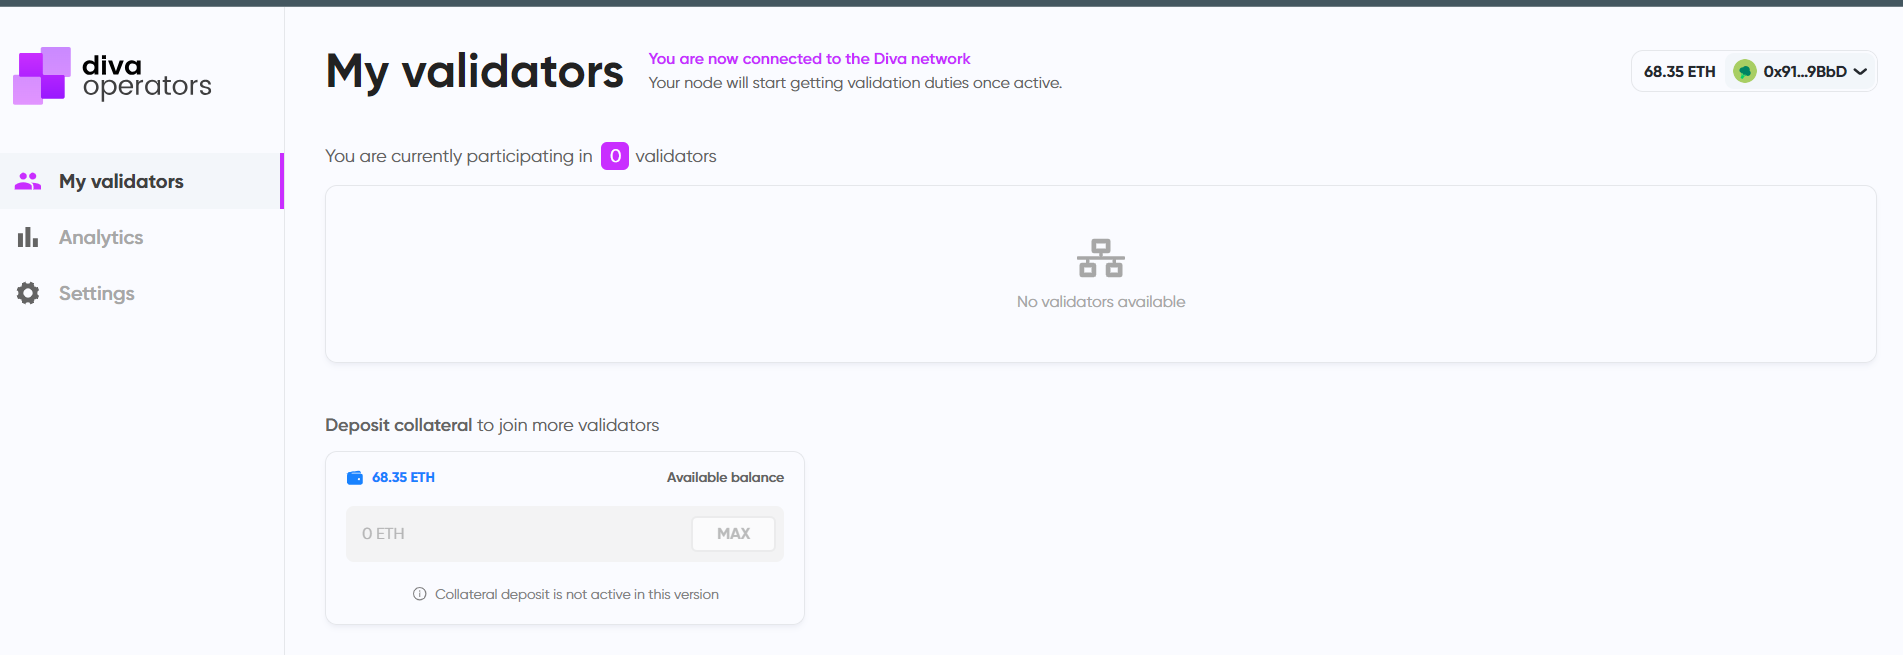 diva
operators
My validators
Analytics
Settings
My validators
You are now connected to the Diva network
Your node will start getting validation duties once active.
68.35 ETH 0x91...9BbD
You are currently participating in 0 validators
No validators available
Deposit collateral to join more validators
68.35 ETH Available balance
0 ETH MAX
Collateral deposit is not active in this version